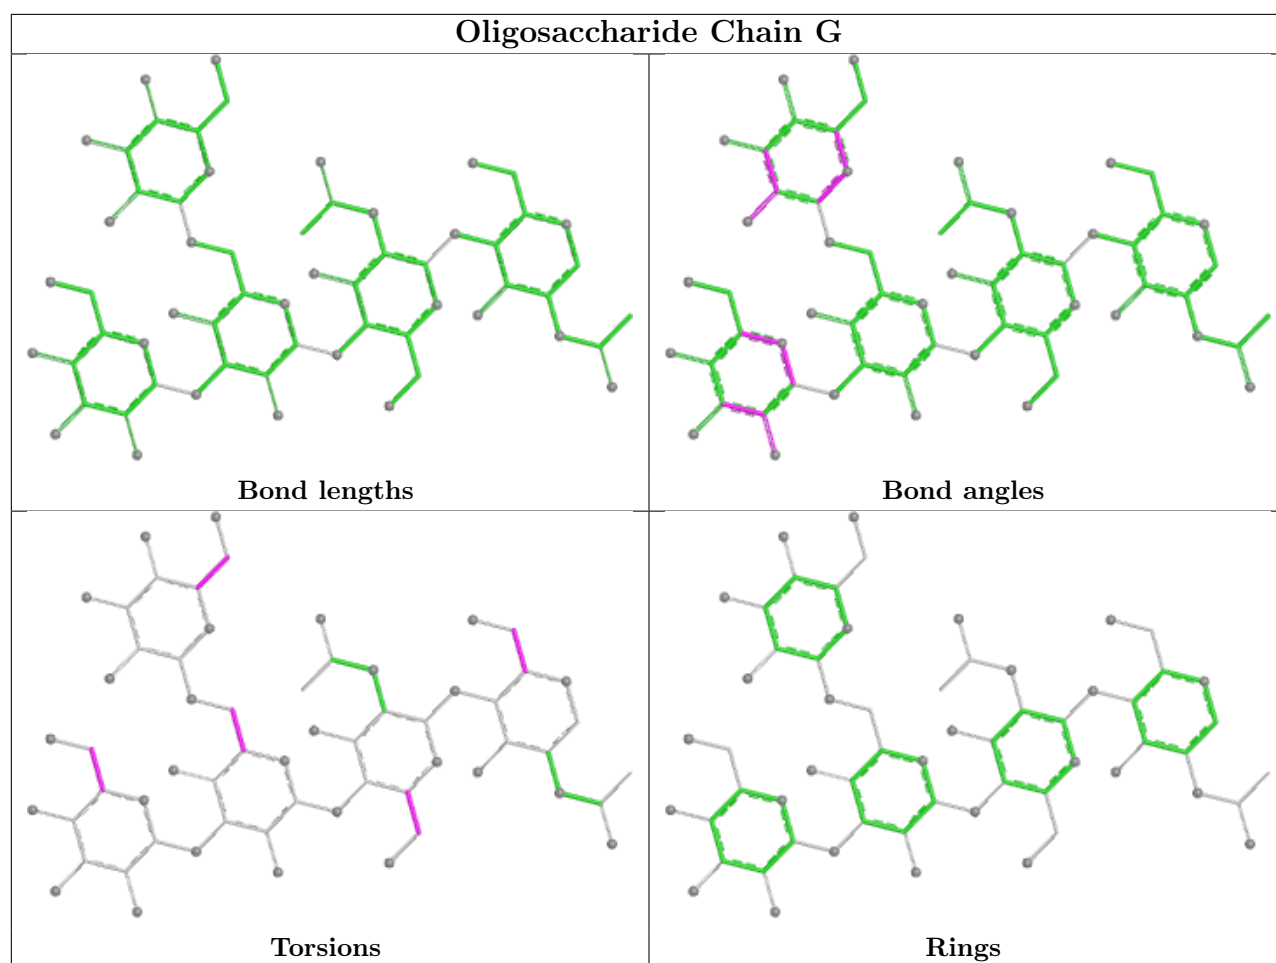 Oligosaccharide Chain G
Bond lengths
Bond angles
Torsions
Rings